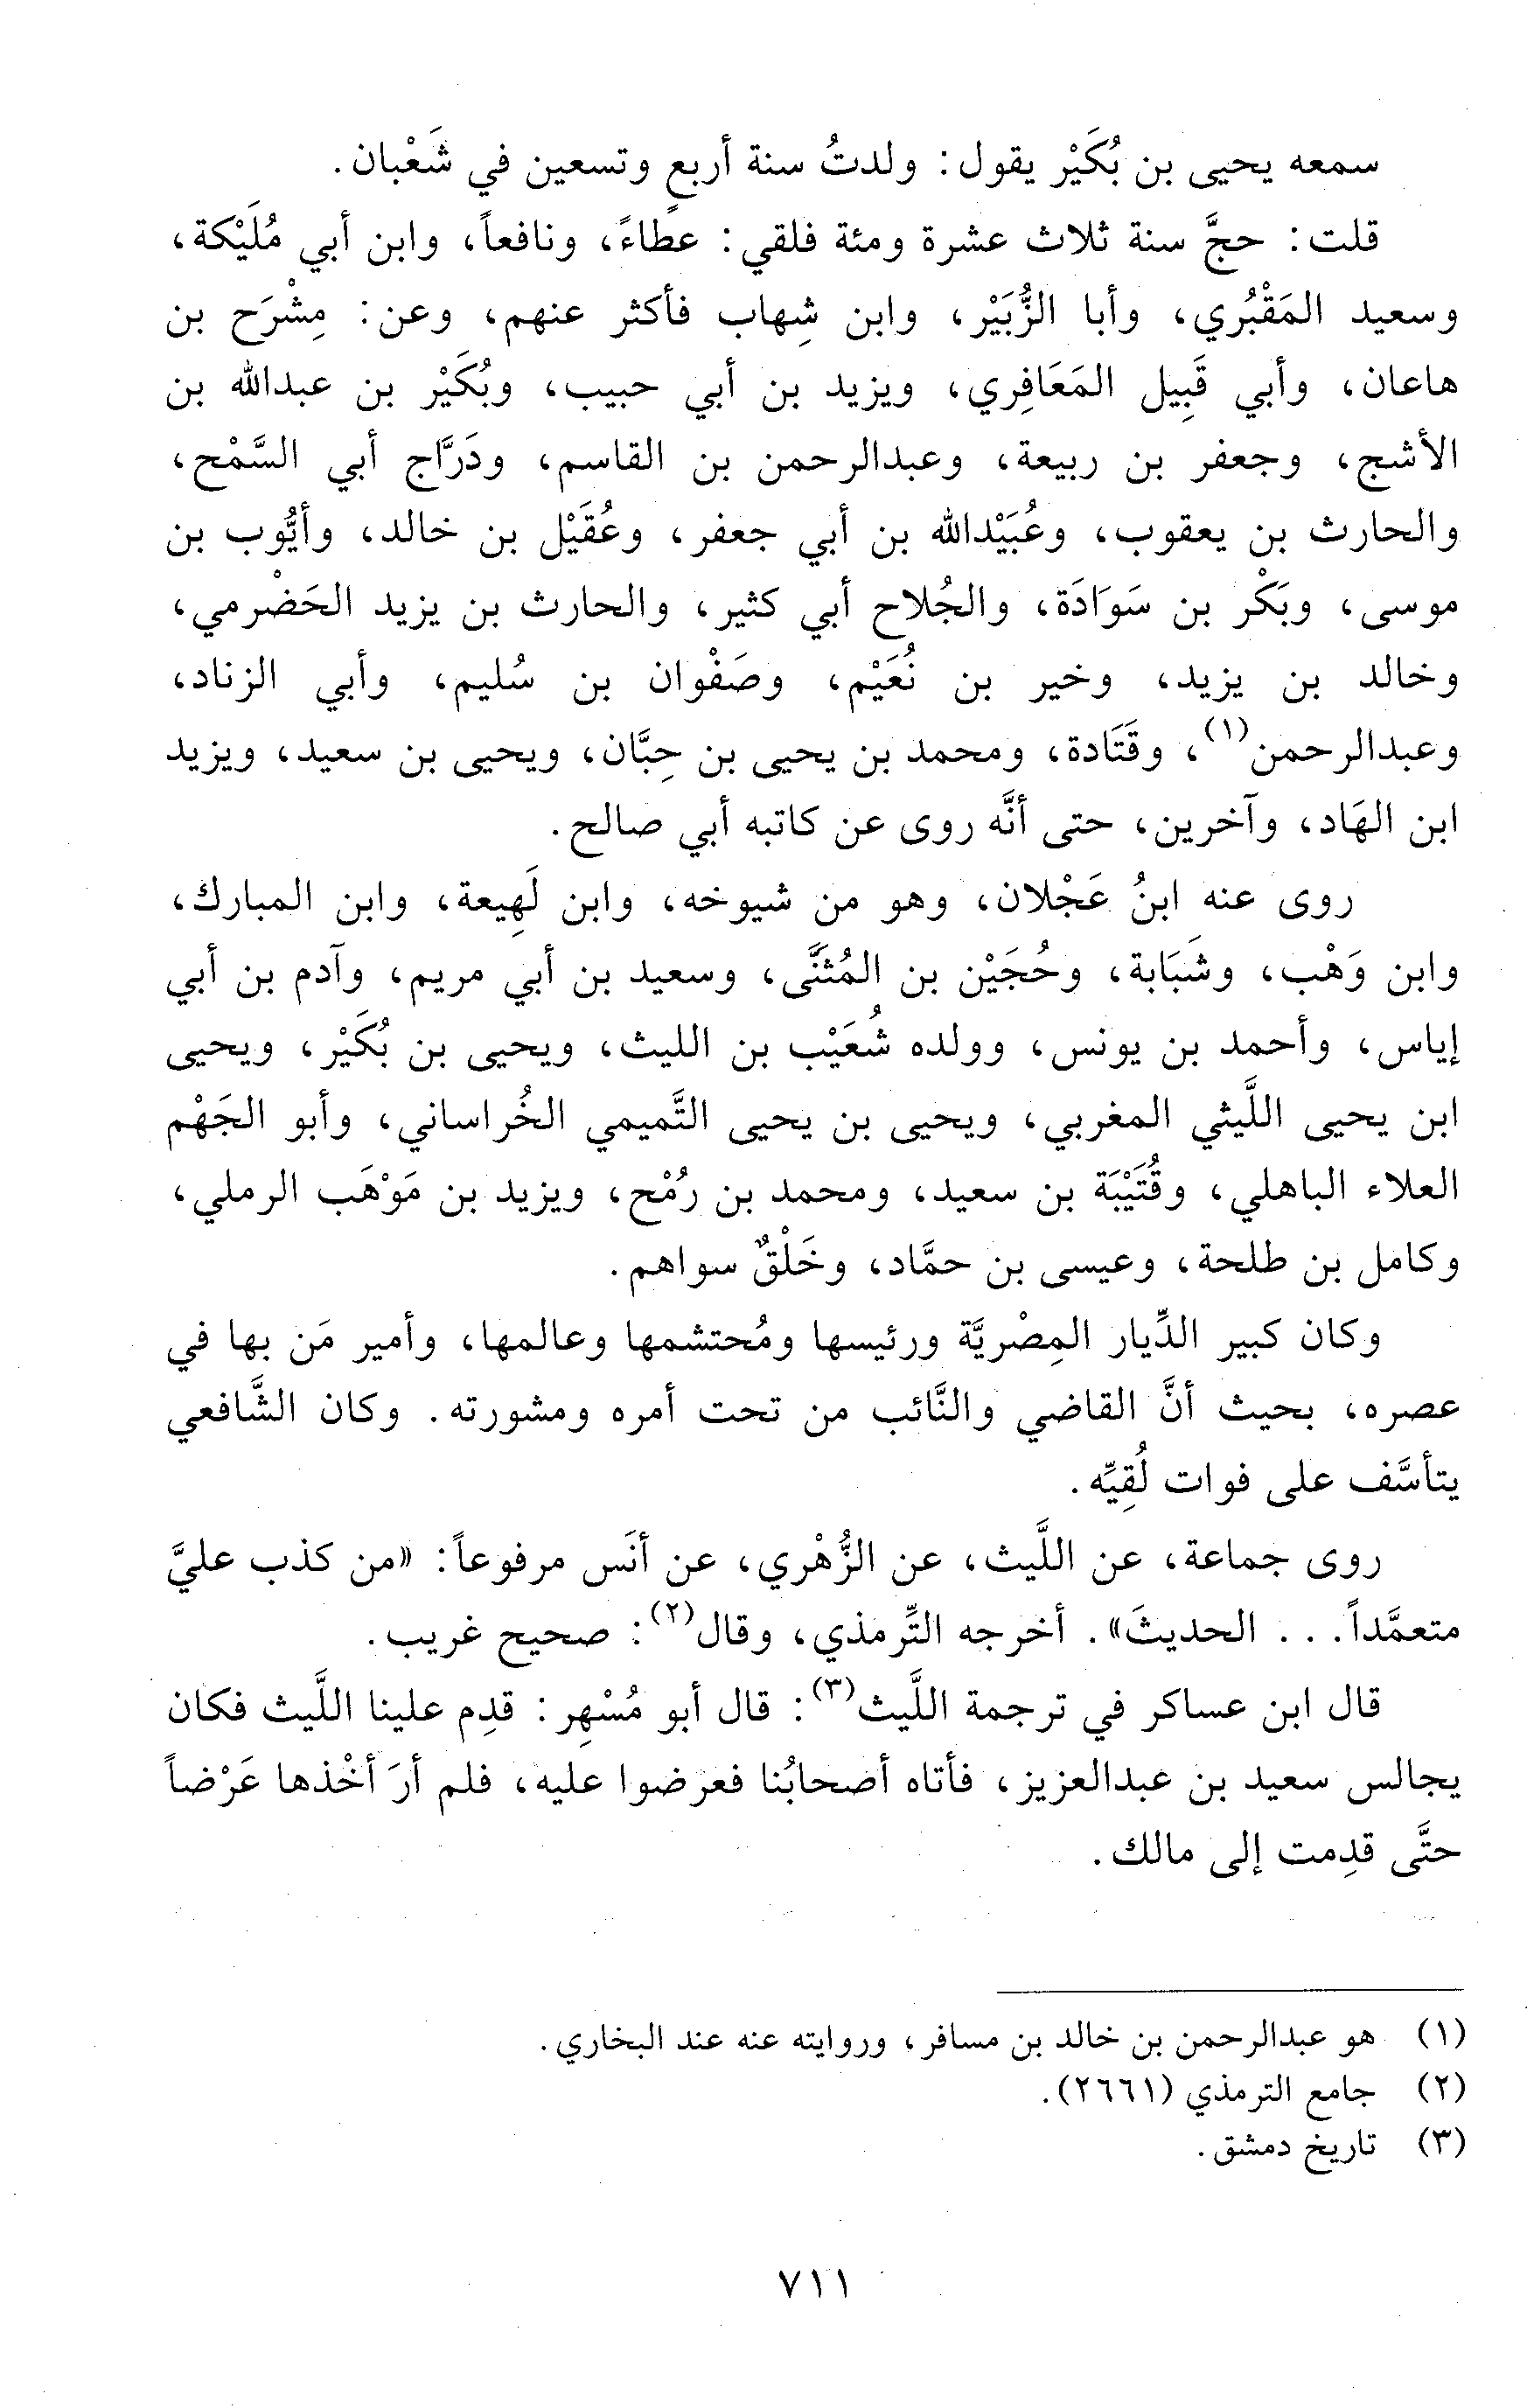 سمعه يحيى بن بُكَيْر يقول: ولدتُ سنة أربعٍ وتسعين في شَعْبان.
قلت: حجَّ سنة ثلاث عشرة ومئة فلقي: عطاءً، ونافعاً، وابن أبي مُلَيْكة،
وسعيد المَقْبُري، وأبا الزُّبَيْر، وابن شِهاب فأكثر عنهم، وعن: مِشْرَح بن
هاعان، وأبي قَبِيل المَعَافِري، ويزيد بن أبي حبيب، وبُكَيْر بن عبدالله بن
الأشج، وجعفر بن ربيعة، وعبدالرحمن بن القاسم، ودَرَّاج أبي السَّمْح،
والحارث بن يعقوب، وعُبَيْدالله بن أبي جعفر، وعُقَيْل بن خالد، وأيُّوب بن
موسى، وبَكْر بن سَوَادَة، والجُلاح أبي كثير، والحارث بن يزيد الحَضْرمي،
وخالد بن يزيد، وخير بن نُعَيْم، وصَفْوان بن سُليم، وأبي الزناد،
وعبدالرحمن(١)، وقَتَادة، ومحمد بن يحيى بن حِبَّان، ويحيى بن سعيد، ويزيد
ابن الهَاد، وآخرين، حتى أنَّه روى عن كاتبه أبي صالح.
روى عنه ابنُ عَجْلان، وهو من شيوخه، وابن لَهِيعة، وابن المبارك،
وابن وَهْب، وشَبَابة، وحُجَيْن بن المُثنَّى، وسعيد بن أبي مريم، وآدم بن أبي
إياس، وأحمد بن يونس، وولده شُعَيْب بن الليث، ويحيى بن بُكَيْر، ويحيى
ابن يحيى اللَّيثي المغربي، ويحيى بن يحيى التَّميمي الخُراساني، وأبو الجَهْم
العلاء الباهلي، وقُتَيْبَة بن سعيد، ومحمد بن رُمْح، ويزيد بن مَوْهَب الرملي،
وكامل بن طلحة، وعيسى بن حمَّاد، وخَلْقٌ سواهم.
وكان كبير الدِّيار المِصْريَّة ورئيسها ومُحتشمها وعالمها، وأمير مَن بها في
عصره، بحيث أنَّ القاضي والنَّائب من تحت أمره ومشورته. وكان الشَّافعي
يتأسَّف على فوات لُقِيِّه.
روى جماعة، عن اللَّيث، عن الزُّهْري، عن أنَس مرفوعاً: «من كذب عليَّ
متعمَّداً... الحديثَ». أخرجه التِّرمذي، وقال(٢): صحيح غريب.
قال ابن عساكر في ترجمة اللَّيث(٣): قال أبو مُسْهِر: قدِم علينا اللَّيث فكان
يجالس سعيد بن عبدالعزيز، فأتاه أصحابُنا فعرضوا عليه، فلم أرَ أخْذها عَرْضاً
حتَّى قدِمت إلى مالك.
(١) هو عبدالرحمن بن خالد بن مسافر، وروايته عنه عند البخاري.
(٢) جامع الترمذي (٢٦٦١).
(٣) تاريخ دمشق.
٧١١